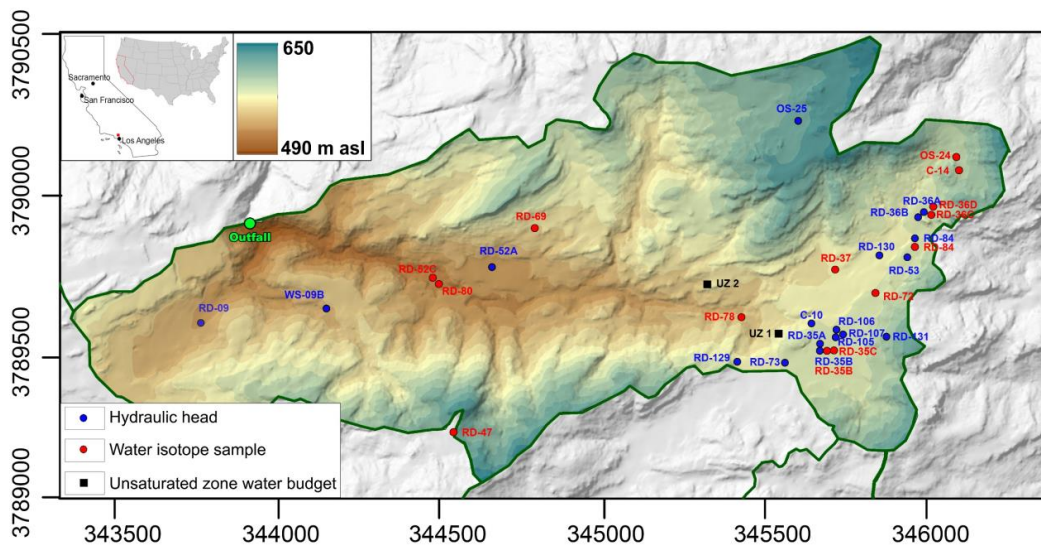 3790500
3790000
3789500
3789000
Sacramento
San Francisco
Los Angeles
650
490 m asl
OS-25
OS-24
C-14
RD-36A
RD-36D
RD-36B
RD-36C
RD-69
RD-84
RD-130
RD-84
RD-53
Outfall
RD-52A
RD-37
RD-52C
RD-80
UZ 2
RD-72
WS-09B
RD-09
RD-78
C-10
RD-106
UZ 1
RD-35A
RD-107
RD-131
RD-105
RD-35C
RD-129
RD-73
RD-35B
RD-35B
RD-47
Hydraulic head
Water isotope sample
Unsaturated zone water budget
343500
344000
344500
345000
345500
346000